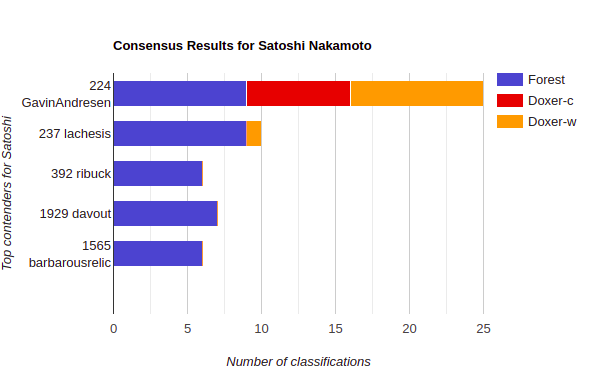 Consensus Results for Satoshi Nakamoto
Top contenders for Satoshi
224
GavinAndresen
237 lachesis
392 ribuck
1929 davout
1565
barbarousrelic
0 5 10 15 20 25
Number of classifications
Forest
Doxer-c
Doxer-w